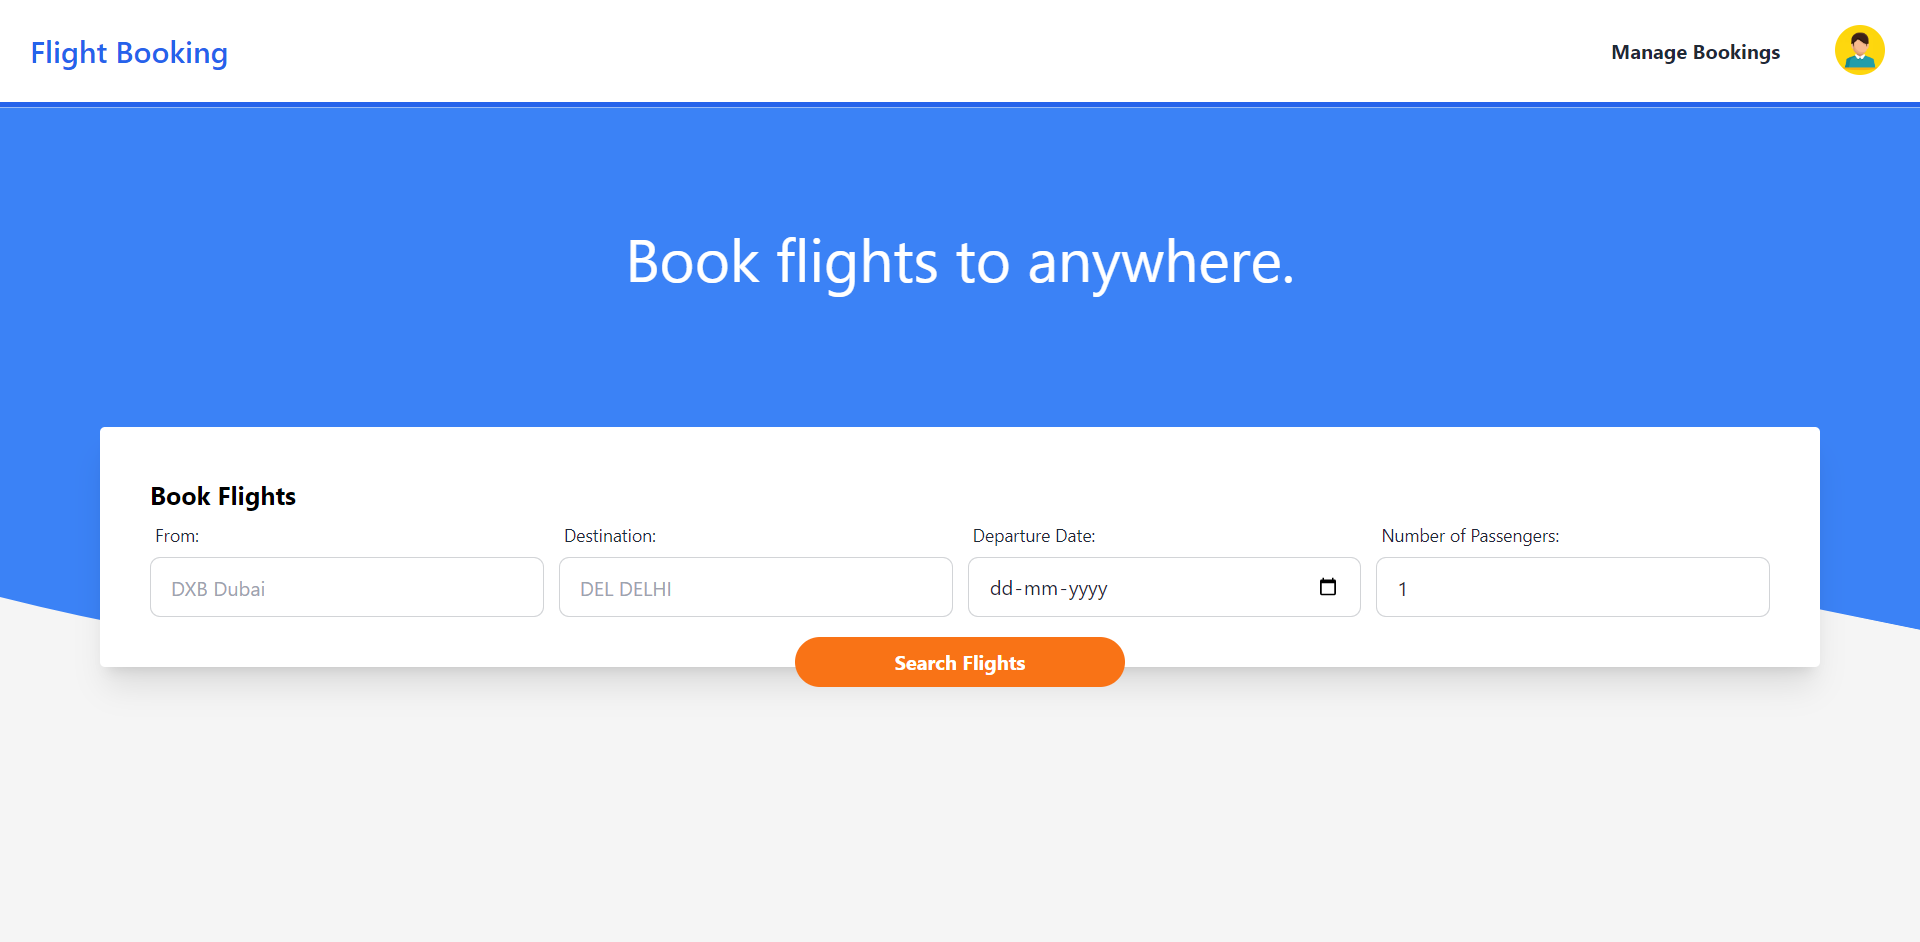 Flight Booking
Manage Bookings
Book flights to anywhere.
Book Flights
From:
Destination:
Departure Date:
Number of Passengers:
DXB Dubai
DEL DELHI
dd-mm-yyyy
1
Search Flights